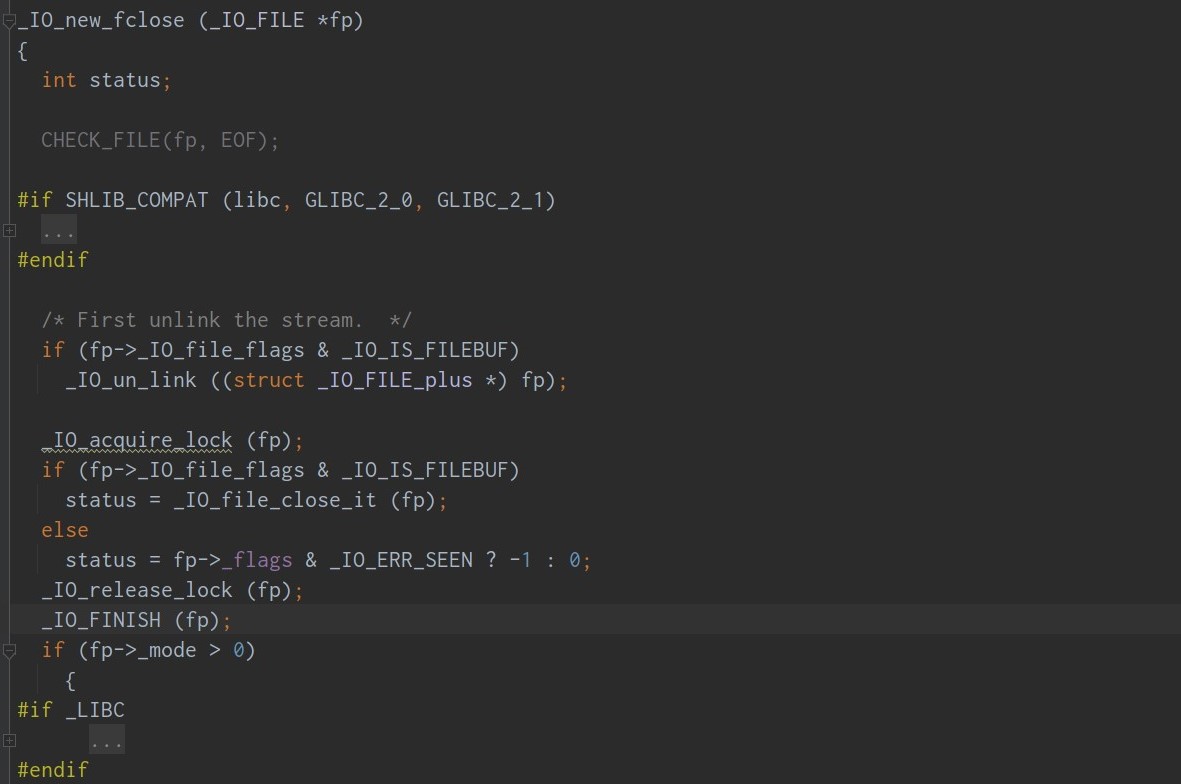 _IO_new_fclose (_IO_FILE *fp)
{
int status;
CHECK_FILE(fp, EOF);
#if SHLIB_COMPAT (libc, GLIBC_2_0, GLIBC_2_1)
...
#endif
/* First unlink the stream.  */
if (fp->_IO_file_flags & _IO_IS_FILEBUF)
_IO_un_link ((struct _IO_FILE_plus *) fp);
_IO_acquire_lock (fp);
if (fp->_IO_file_flags & _IO_IS_FILEBUF)
status = _IO_file_close_it (fp);
else
status = fp->_flags & _IO_ERR_SEEN ? -1 : 0;
_IO_release_lock (fp);
_IO_FINISH (fp);
if (fp->_mode > 0)
{
#if _LIBC
...
#endif